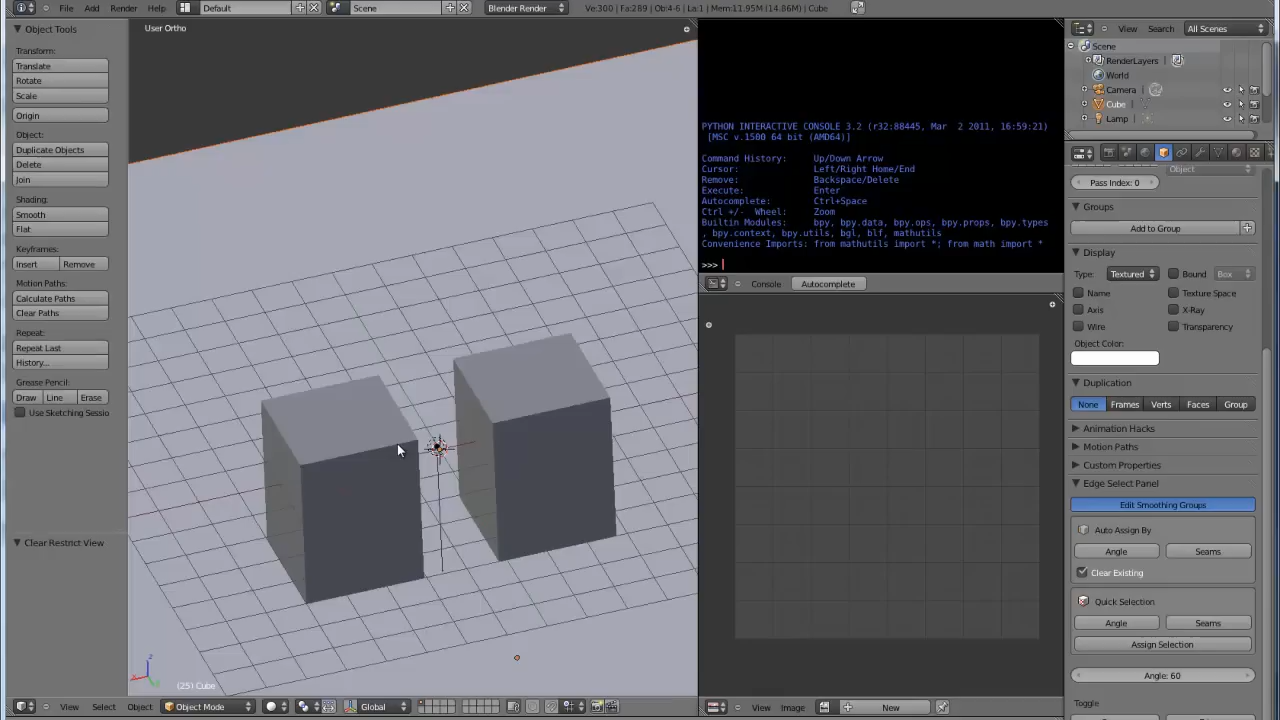 File Add Render Help Default Scene Blender Render Ve:300 | Fa:289 | Ob:4-6 | La:1 | Mem:11.95M (14.86M) | Cube
Object Tools
Transform:
Translate
Rotate
Scale
Origin
Object:
Duplicate Objects
Delete
Join
Shading:
Smooth
Flat
Keyframes:
Insert Remove
Motion Paths:
Calculate Paths
Clear Paths
Repeat:
Repeat Last
History...
Grease Pencil:
Draw Line Erase
Use Sketching Sessio
Clear Restrict View
User Ortho
z
x
(25) Cube
View Select Object Object Mode Global
PYTHON INTERACTIVE CONSOLE 3.2 (r32:88445, Mar 2 2011, 16:59:21)
[MSC v.1500 64 bit (AMD64)]
Command History: Up/Down Arrow
Cursor: Left/Right Home/End
Remove: Backspace/Delete
Execute: Enter
Autocomplete: Ctrl+Space
Ctrl +/- Wheel: Zoom
Builtin Modules: bpy, bpy.data, bpy.ops, bpy.props, bpy.types
, bpy.context, bpy.utils, bgl, blf, mathutils
Convenience Imports: from mathutils import *; from math import *
>>>
Console Autocomplete
View Image New
View Search All Scenes
Scene
RenderLayers
World
Camera
Cube
Lamp
Object
Pass Index: 0
Groups
Add to Group
Display
Type: Textured Bound Box
Name Texture Space
Axis X-Ray
Wire Transparency
Object Color:
Duplication
None Frames Verts Faces Group
Animation Hacks
Motion Paths
Custom Properties
Edge Select Panel
Edit Smoothing Groups
Auto Assign By
Angle Seams
Clear Existing
Quick Selection
Angle Seams
Assign Selection
Angle: 60
Toggle